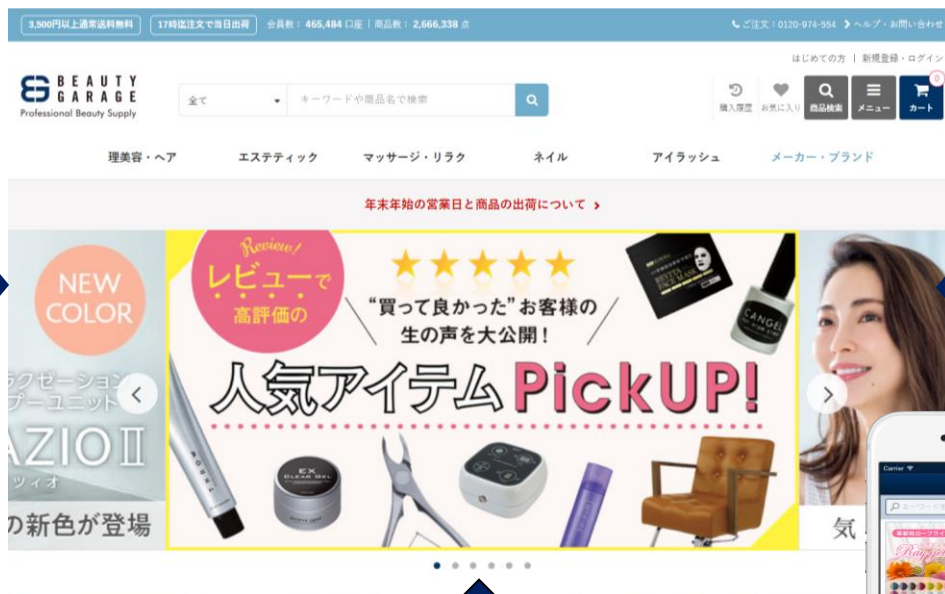 3,500円以上通常送料無料 17時迄注文で当日出荷 会員数： 465,484 口座 | 商品数： 2,666,338 点 ご注文：0120-974-554 ヘルプ・お問い合わせ
はじめての方 | 新規登録・ログイン
BEAUTY
GARAGE
Professional Beauty Supply
全て キーワードや商品名で検索
0
購入履歴 お気に入り 商品検索 メニュー カート
理美容・ヘア エステティック マッサージ・リラク ネイル アイラッシュ メーカー・ブランド
年末年始の営業日と商品の出荷について
NEW
COLOR
ラクゼーション
プーユニット
AZIO II
ツィオ
の新色が登場
Review!
レビューで
高評価の
“買って良かった”お客様の
生の声を大公開！
人気アイテム PickUP!
REVITA
FACE MASK
CANGEL
EX
CLEAR GEL
気
Carrier